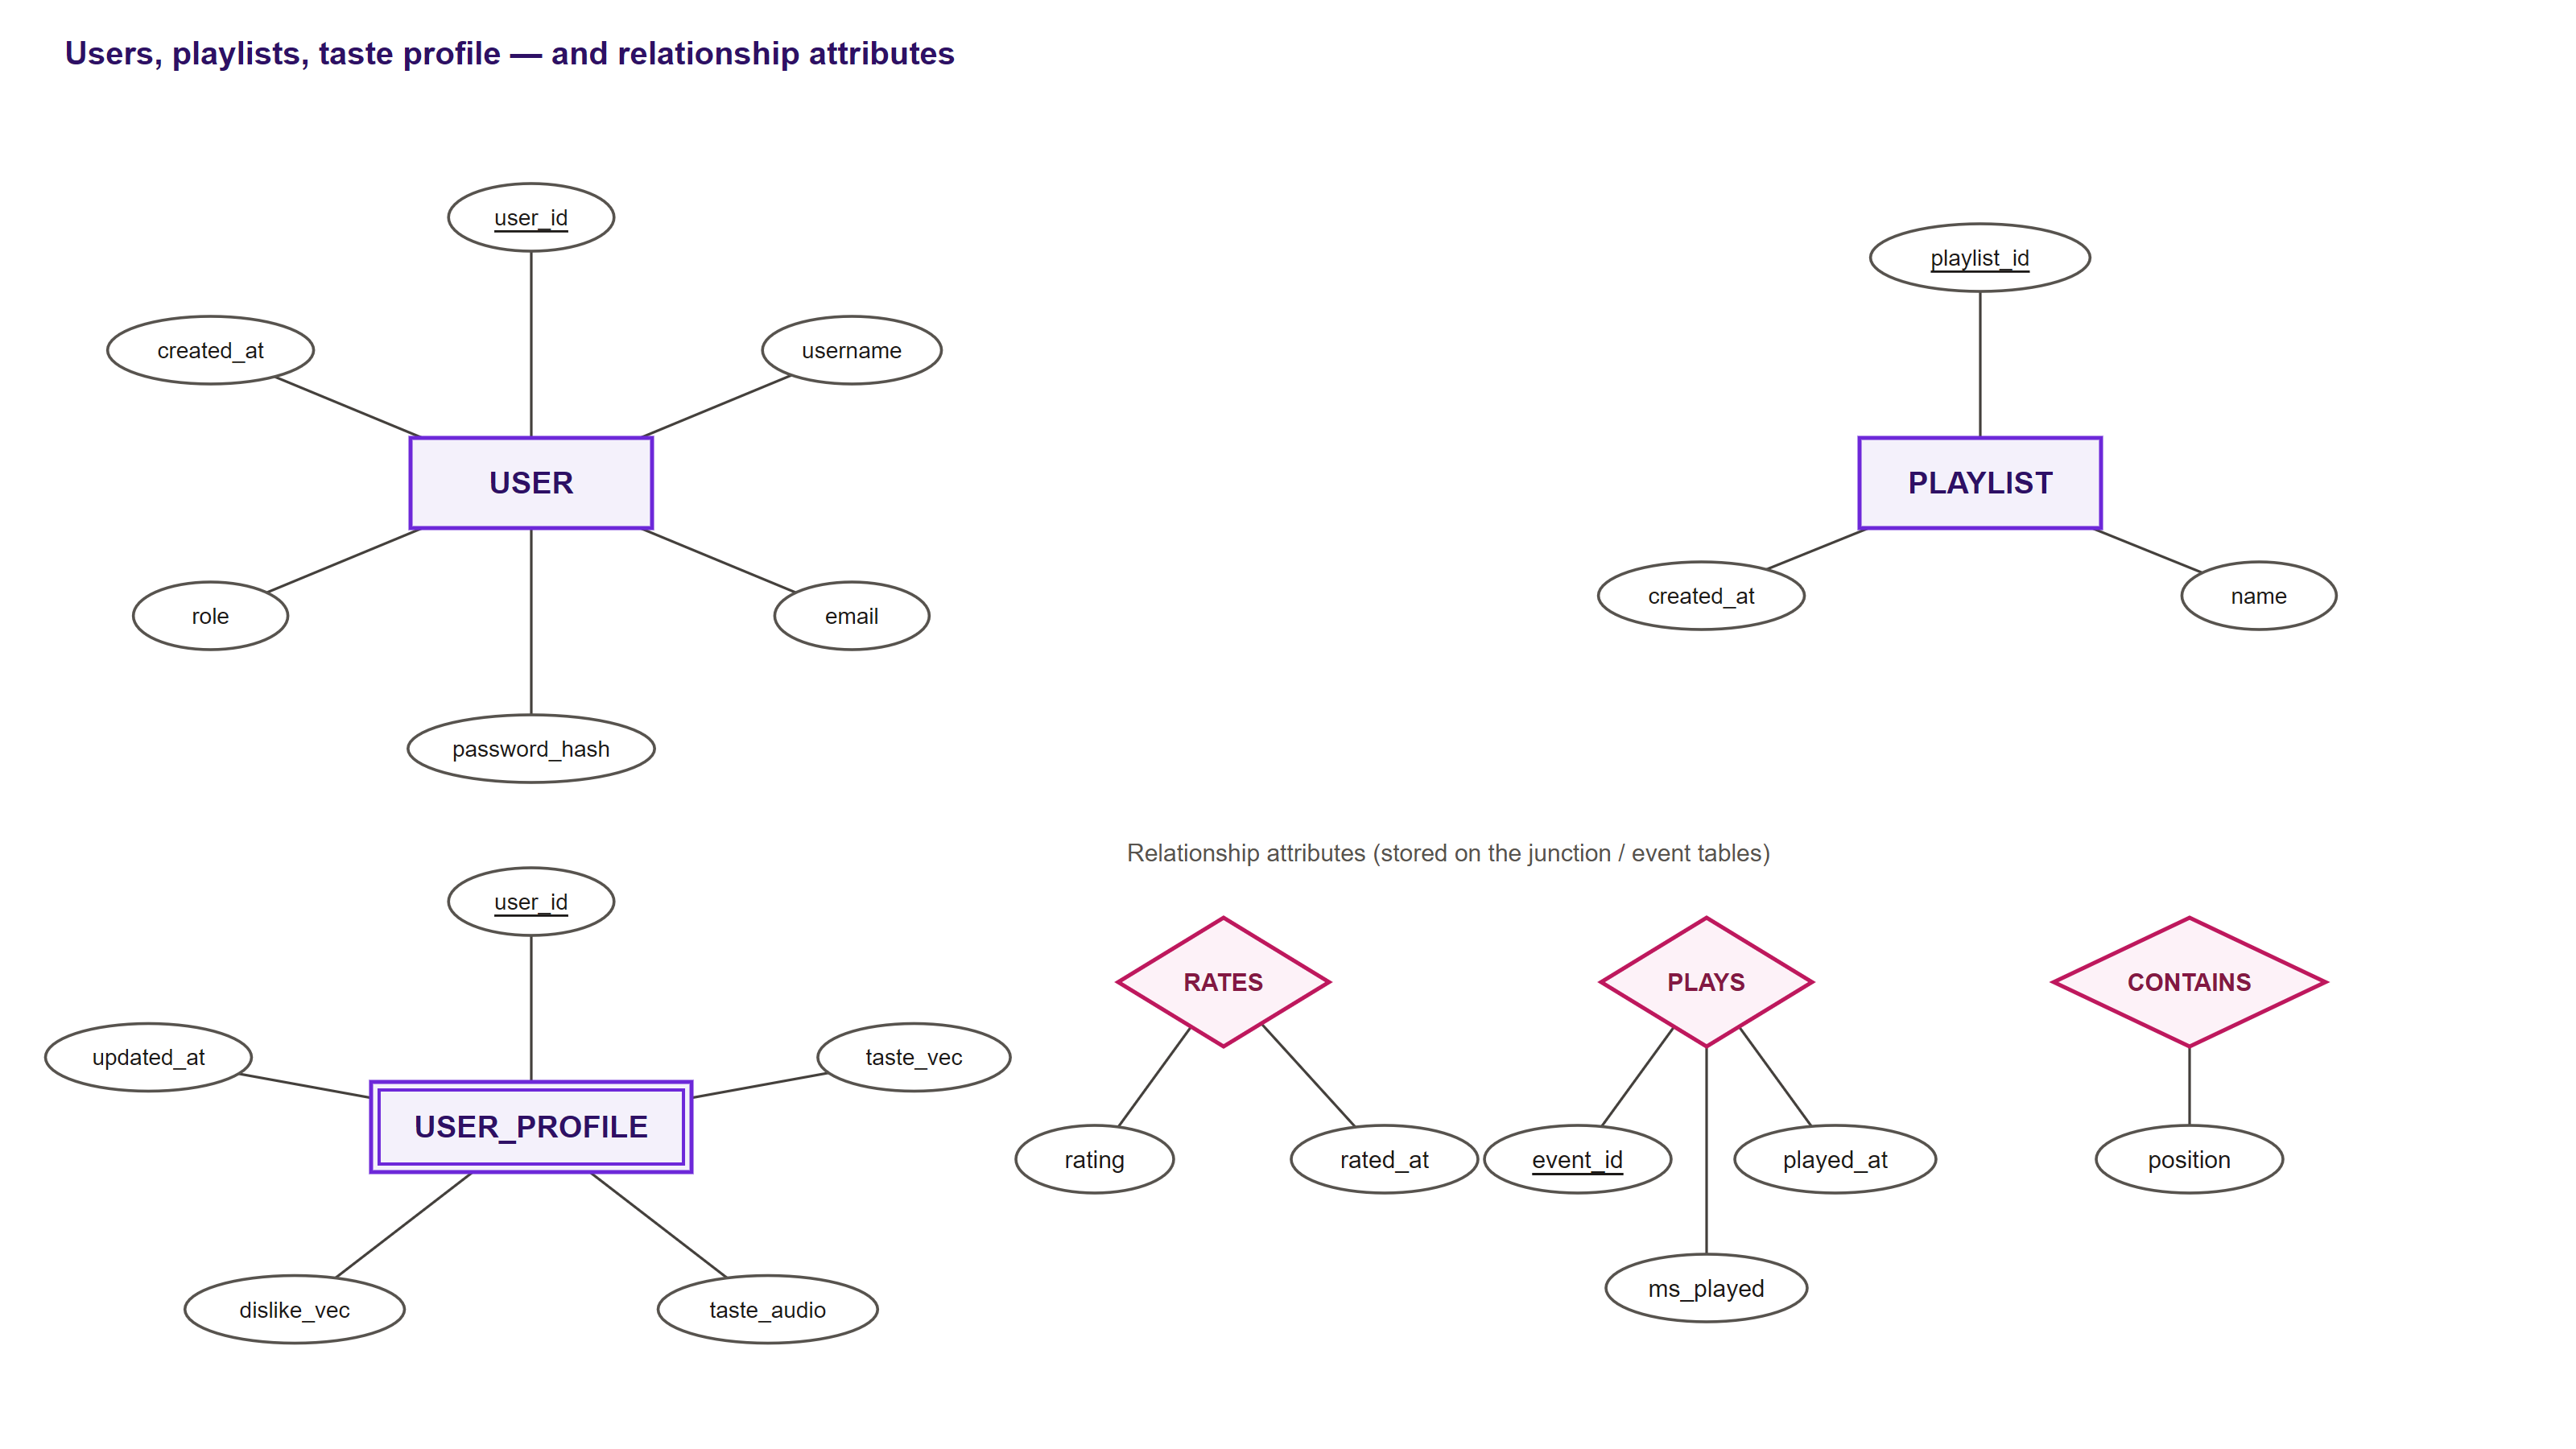 Users, playlists, taste profile — and relationship attributes
user_id
created_at
username
USER
role
email
password_hash
playlist_id
PLAYLIST
created_at
name
user_id
updated_at
taste_vec
USER_PROFILE
dislike_vec
taste_audio
Relationship attributes (stored on the junction / event tables)
RATES
rating
rated_at
PLAYS
event_id
played_at
ms_played
CONTAINS
position